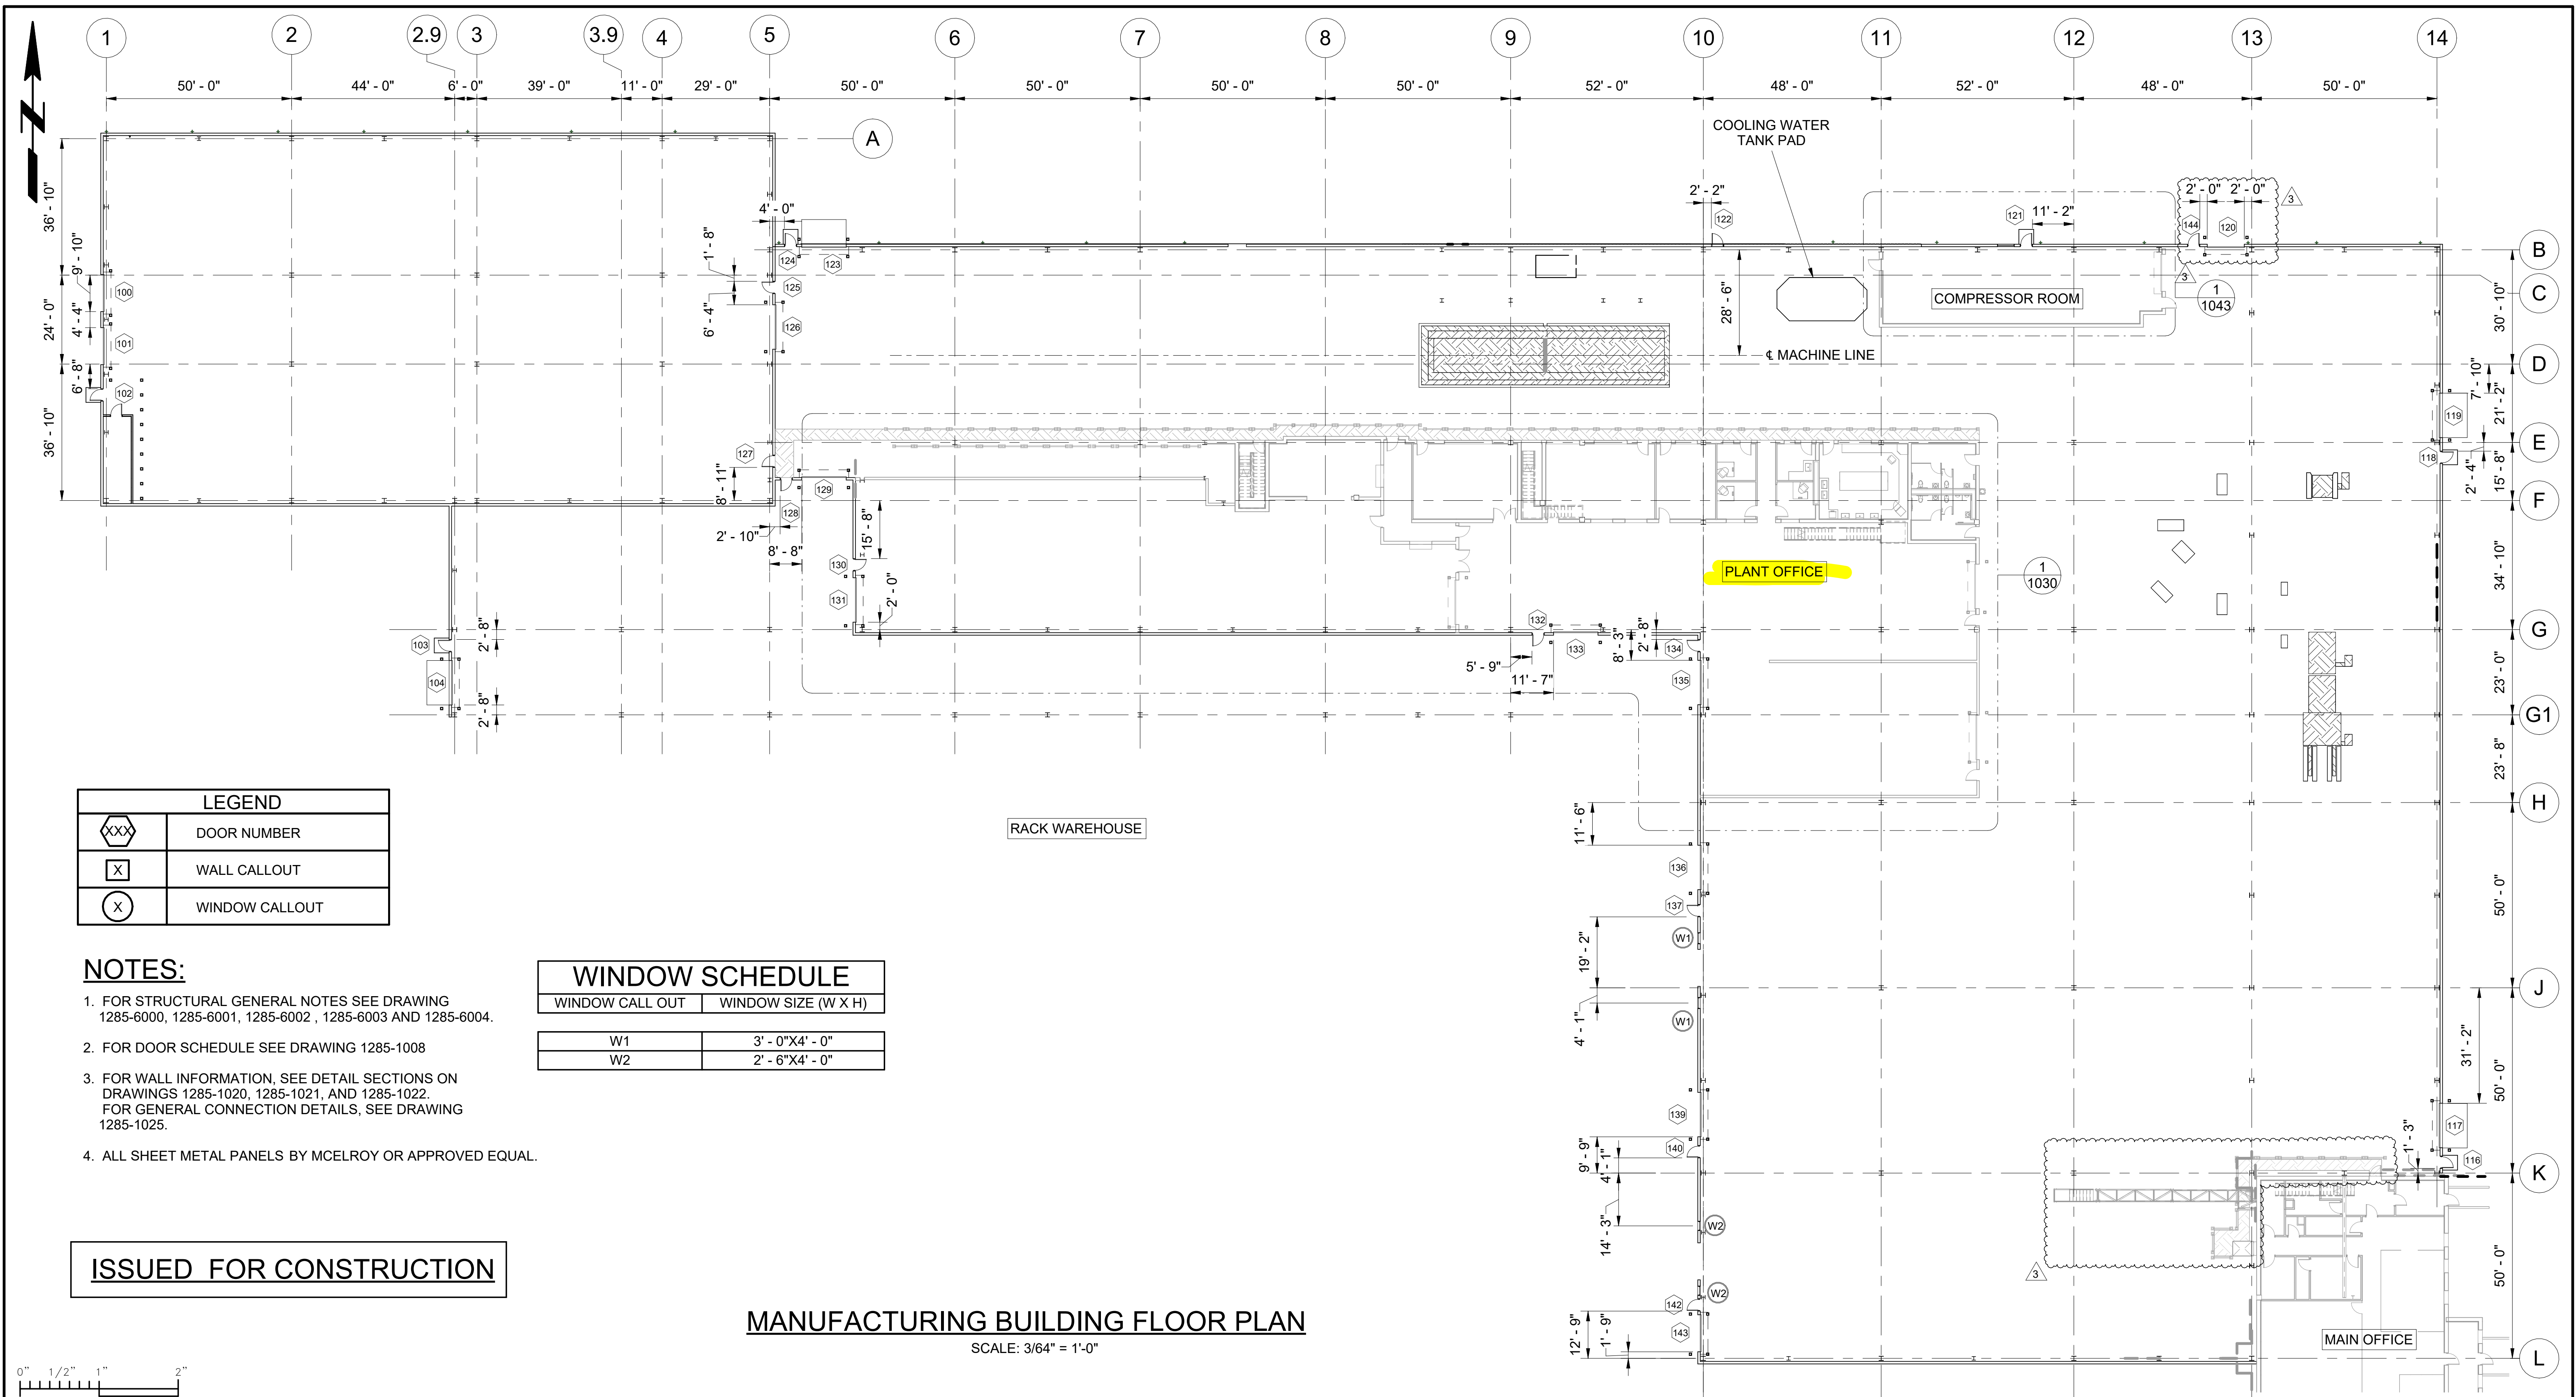 1 2 2.9 3 3.9 4 5 6 7 8 9 10 11 12 13 14
50' - 0" 44' - 0" 6' - 0" 39' - 0" 11' - 0" 29' - 0" 50' - 0" 50' - 0" 50' - 0" 50' - 0" 52' - 0" 48' - 0" 52' - 0" 48' - 0" 50' - 0"
N
A
COOLING WATER
TANK PAD
2' - 2"
122
121
11' - 2"
2' - 0" 2' - 0"
144
120
3
3
4' - 0"
124
123
1' - 8"
125
6' - 4"
126
36' - 10"
9' - 10"
24' - 0"
4' - 4"
6' - 8"
36' - 10"
100
101
102
28' - 6"
COMPRESSOR ROOM
1
1043
℄ MACHINE LINE
B
C
30' - 10"
D
7' - 10"
21' - 2"
119
E
118
2' - 4"
15' - 8"
F
127
8' - 11"
129
128
2' - 10"
8' - 8"
15' - 8"
130
131
2' - 0"
PLANT OFFICE
1
1030
34' - 10"
G
103
2' - 8"
104
2' - 8"
132
133
5' - 9"
11' - 7"
8' - 3"
2' - 8"
134
135
23' - 0"
G1
23' - 8"
H
LEGEND
XXX DOOR NUMBER
X WALL CALLOUT
X WINDOW CALLOUT
RACK WAREHOUSE
11' - 6"
136
137
W1
19' - 2"
50' - 0"
J
4' - 1"
W1
31' - 2"
50' - 0"
139
140
9' - 9"
4' - 1"
117
1' - 3"
116
K
14' - 3"
W2
W2
142
143
12' - 9"
1' - 9"
3
50' - 0"
MAIN OFFICE
L
NOTES:
1. FOR STRUCTURAL GENERAL NOTES SEE DRAWING
1285-6000, 1285-6001, 1285-6002 , 1285-6003 AND 1285-6004.
2. FOR DOOR SCHEDULE SEE DRAWING 1285-1008
3. FOR WALL INFORMATION, SEE DETAIL SECTIONS ON
DRAWINGS 1285-1020, 1285-1021, AND 1285-1022.
FOR GENERAL CONNECTION DETAILS, SEE DRAWING
1285-1025.
4. ALL SHEET METAL PANELS BY MCELROY OR APPROVED EQUAL.
WINDOW SCHEDULE
WINDOW CALL OUT WINDOW SIZE (W X H)
W1 3' - 0"X4' - 0"
W2 2' - 6"X4' - 0"
ISSUED FOR CONSTRUCTION
MANUFACTURING BUILDING FLOOR PLAN
SCALE: 3/64" = 1'-0"
0" 1/2" 1" 2"